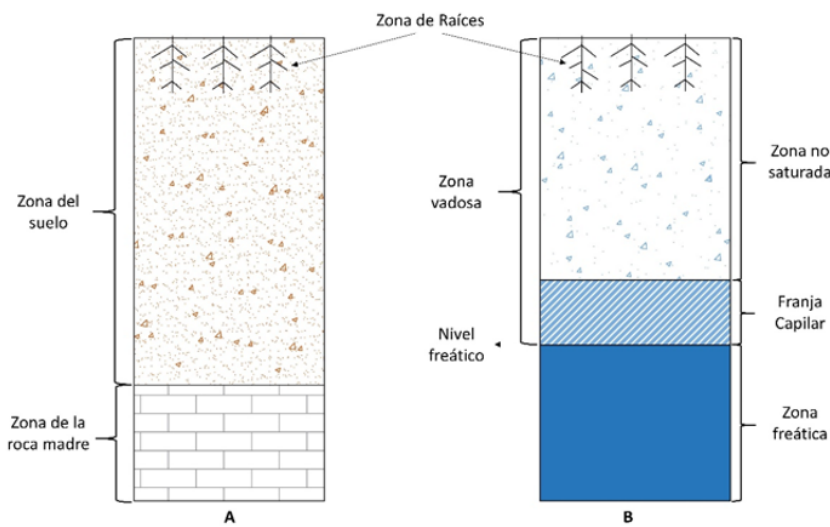 Zona de Raíces
Zona del
suelo
Zona de la
roca madre
A
Zona
vadosa
Nivel
freático
Zona no
saturada
Franja
Capilar
Zona
freática
B